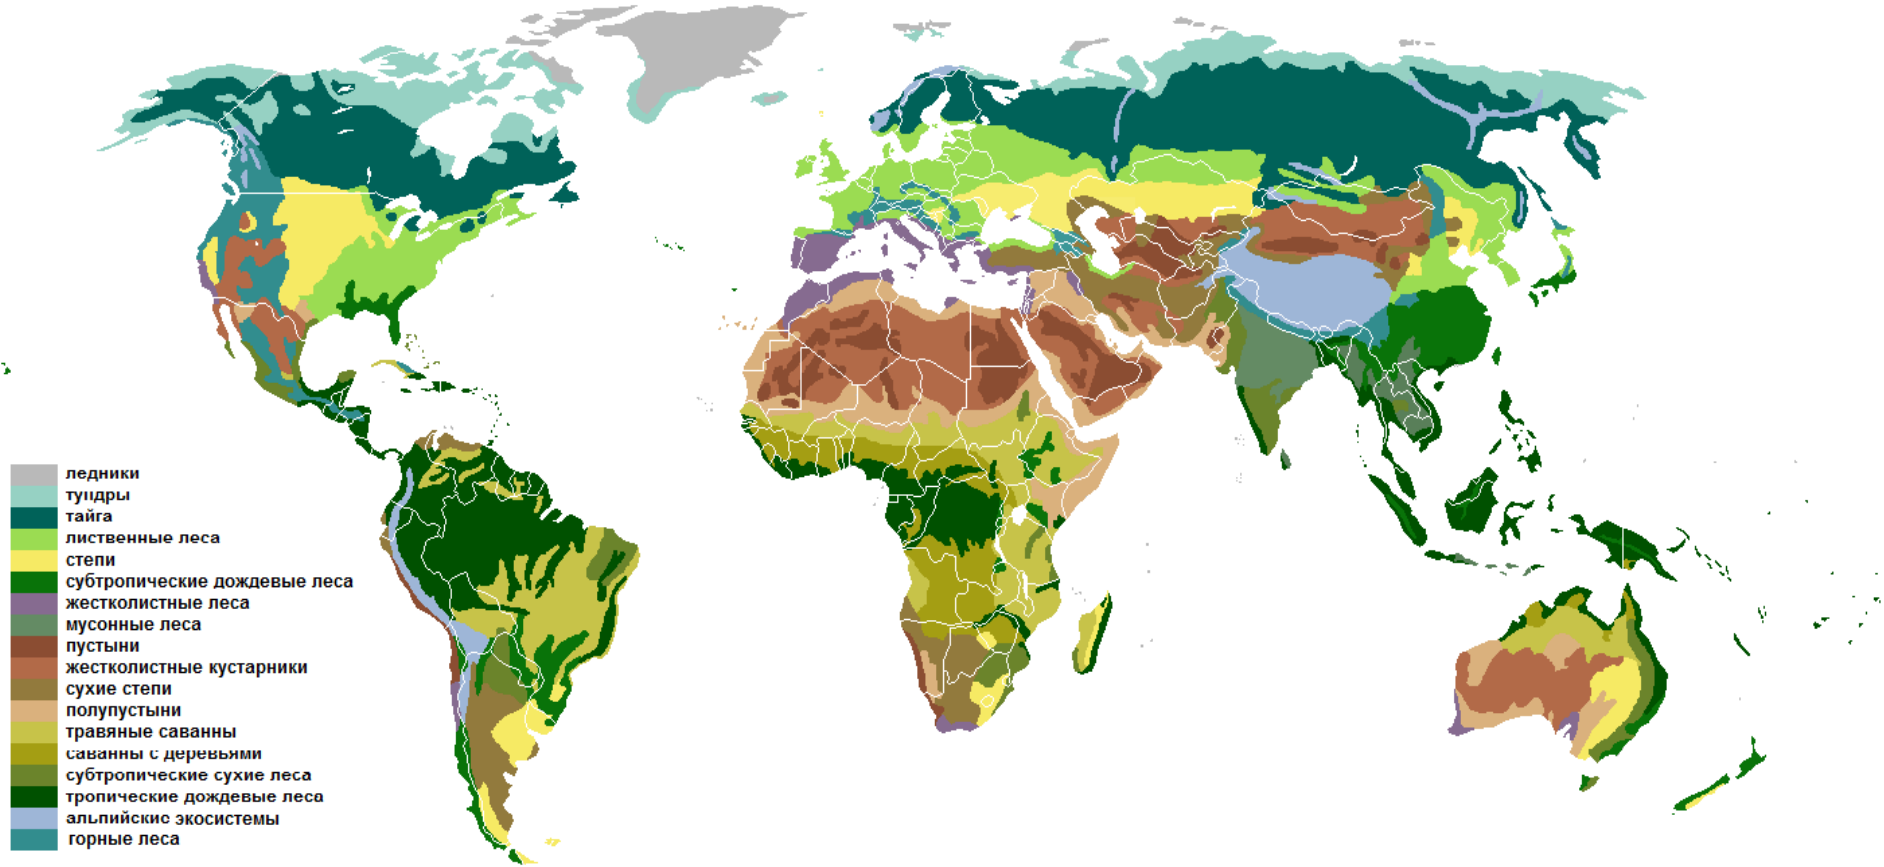 ледники
тундры
тайга
лиственные леса
степи
субтропические дождевые леса
жестколистные леса
мусонные леса
пустыни
жестколистные кустарники
сухие степи
полупустыни
травяные саванны
саванны с деревьями
субтропические сухие леса
тропические дождевые леса
альпийские экосистемы
горные леса